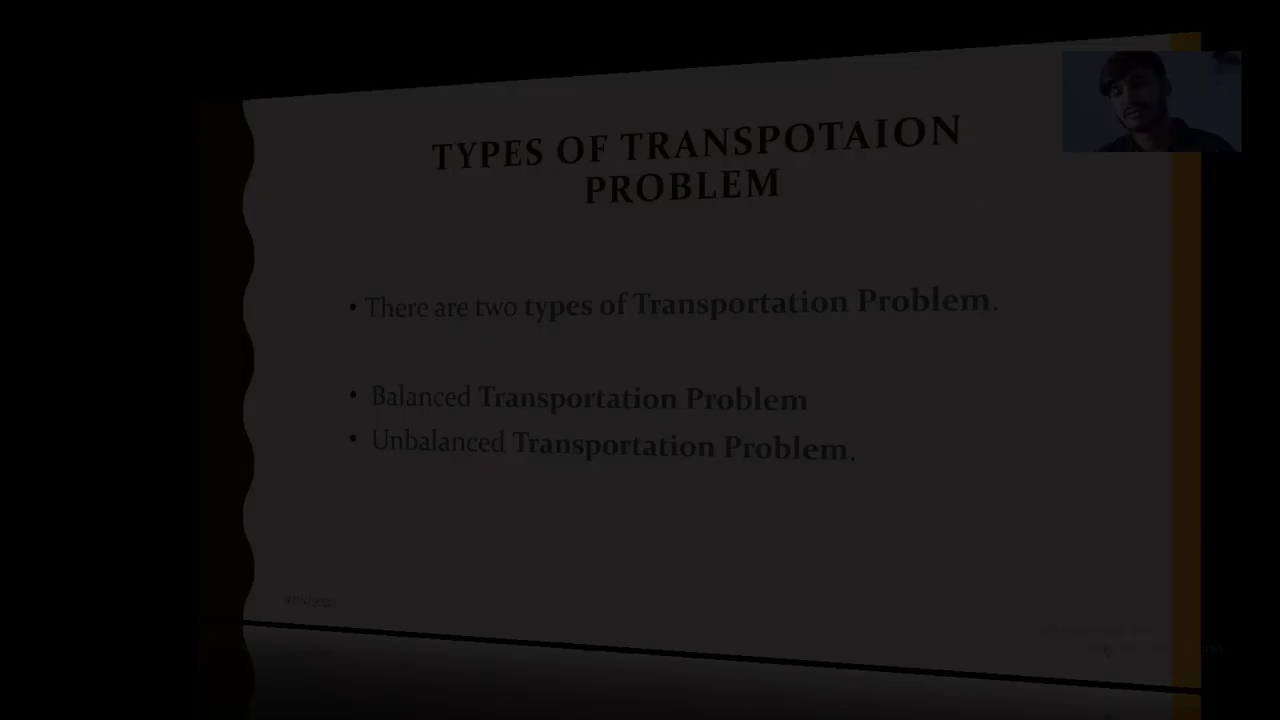 TYPES OF TRANSPOTAION
PROBLEM
• There are two types of Transportation Problem.
• Balanced Transportation Problem
• Unbalanced Transportation Problem.